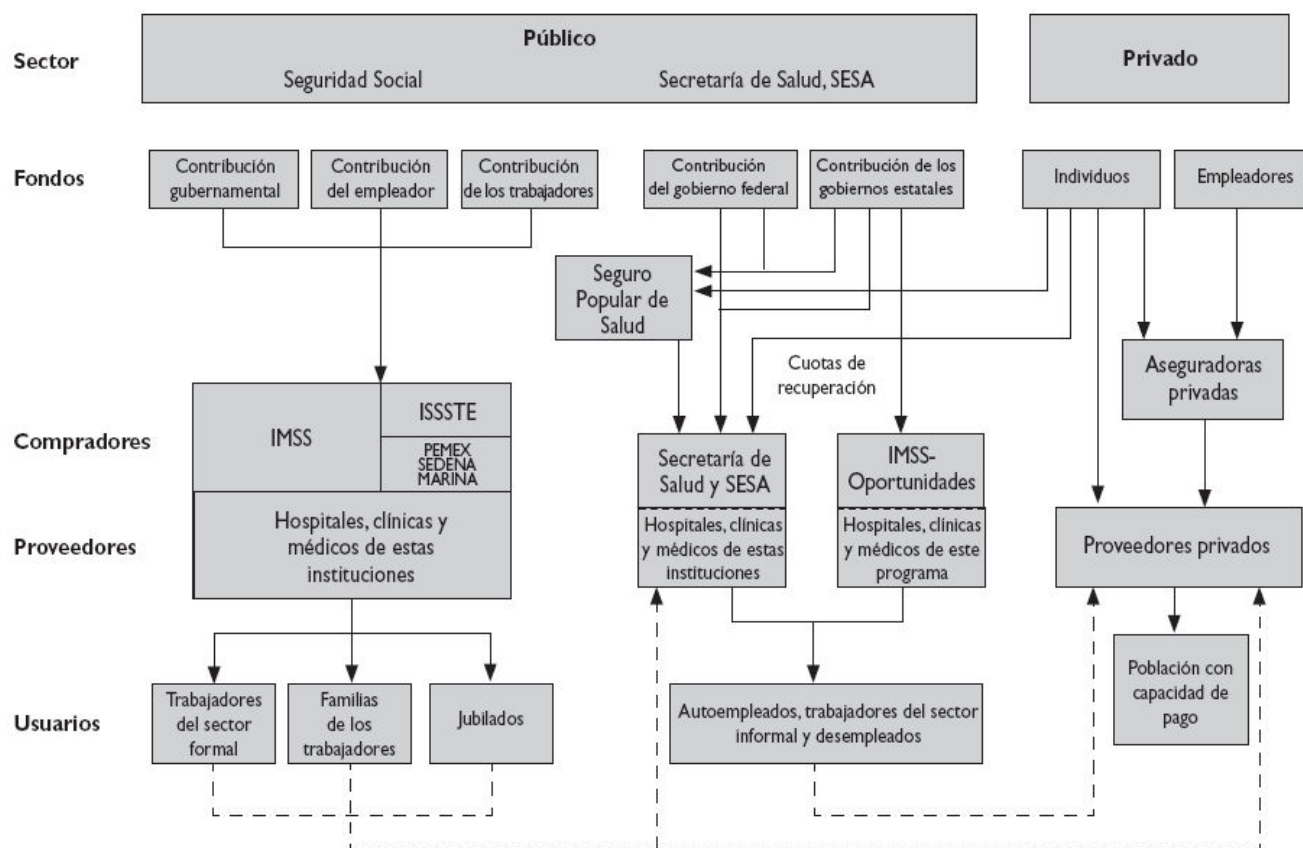 Sector
Público
Seguridad Social
Secretaría de Salud, SESA
Privado
Fondos
Contribución
gubernamental
Contribución
del empleador
Contribución
de los trabajadores
Contribución
del gobierno federal
Contribución de los
gobiernos estatales
Individuos
Empleadores
Seguro
Popular de
Salud
Cuotas de
recuperación
Aseguradoras
privadas
Compradores
IMSS
ISSSTE
PEMEX
SEDENA
MARINA
Secretaría de
Salud y SESA
IMSS-
Oportunidades
Proveedores
Hospitales, clínicas y
médicos de estas
instituciones
Hospitales, clínicas
y médicos de estas
instituciones
Hospitales, clínicas
y médicos de este
programa
Proveedores privados
Usuarios
Trabajadores
del sector
formal
Familias
de los
trabajadores
Jubilados
Autoempleados, trabajadores del sector
informal y desempleados
Población con
capacidad de
pago